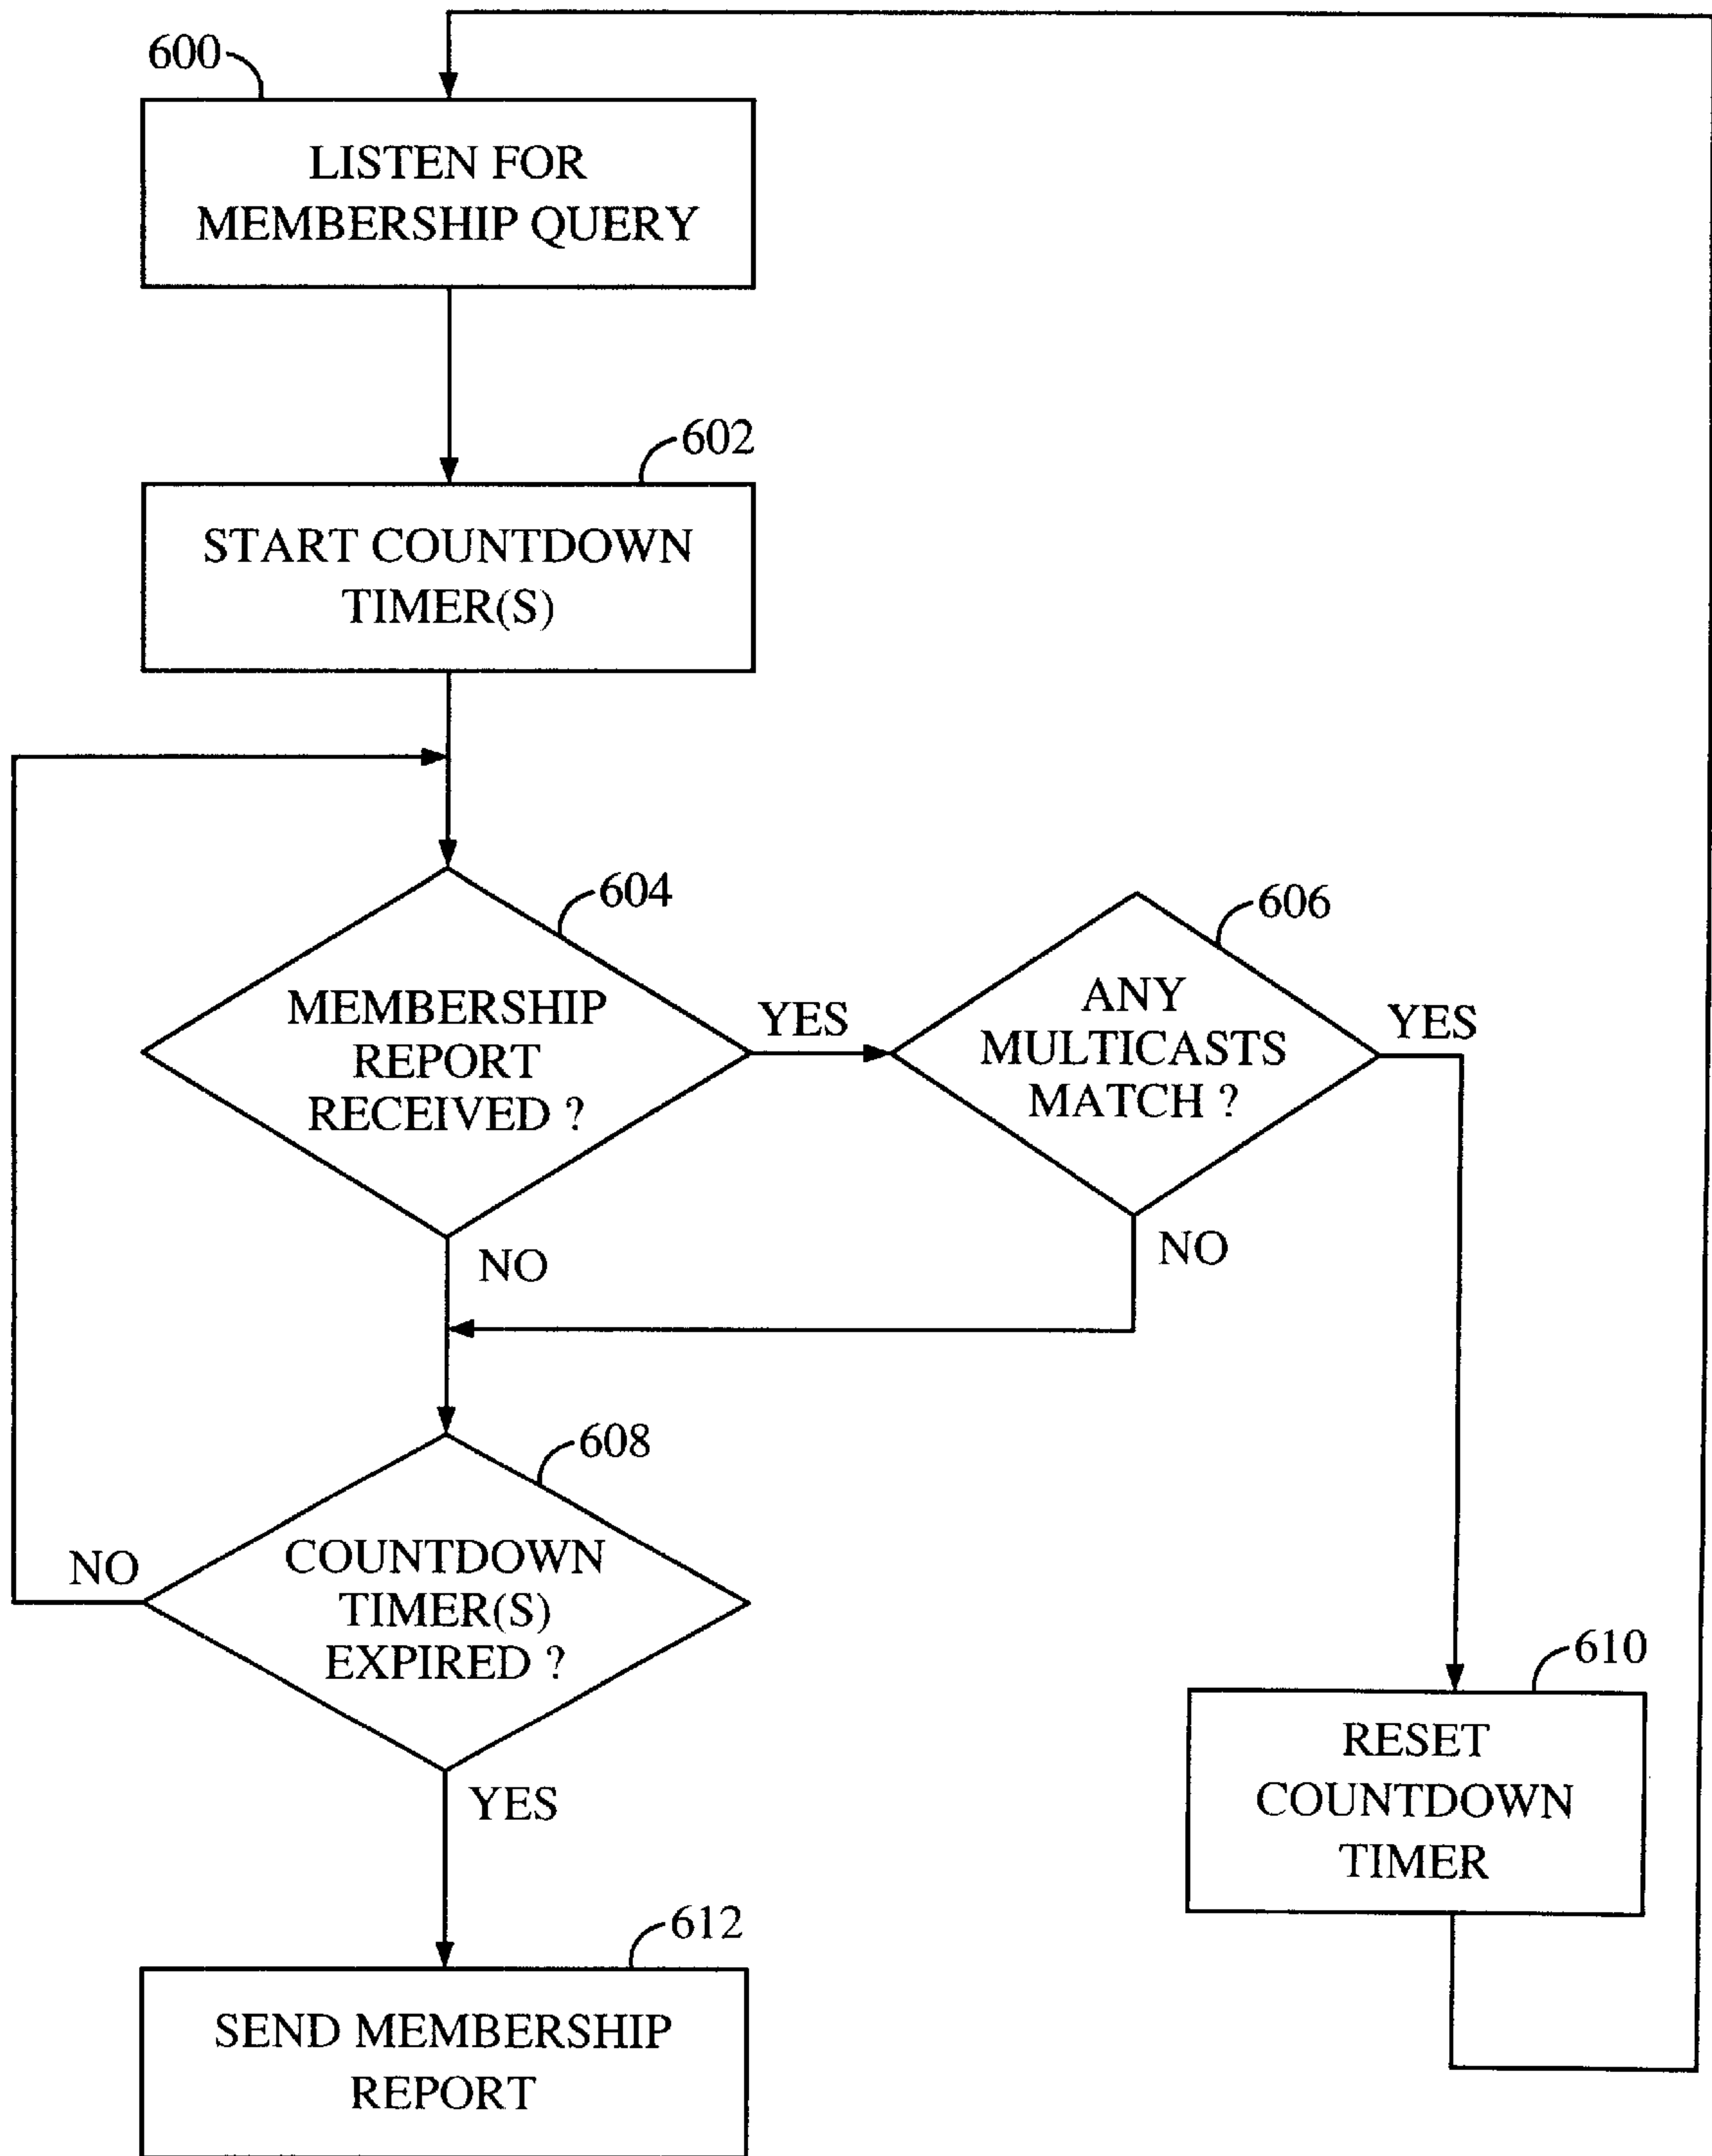 600
LISTEN FOR
MEMBERSHIP QUERY
602
START COUNTDOWN
TIMER(S)
604
MEMBERSHIP
REPORT
RECEIVED ?
YES
NO
606
ANY
MULTICASTS
MATCH ?
YES
NO
608
COUNTDOWN
TIMER(S)
EXPIRED ?
NO
YES
610
RESET
COUNTDOWN
TIMER
612
SEND MEMBERSHIP
REPORT